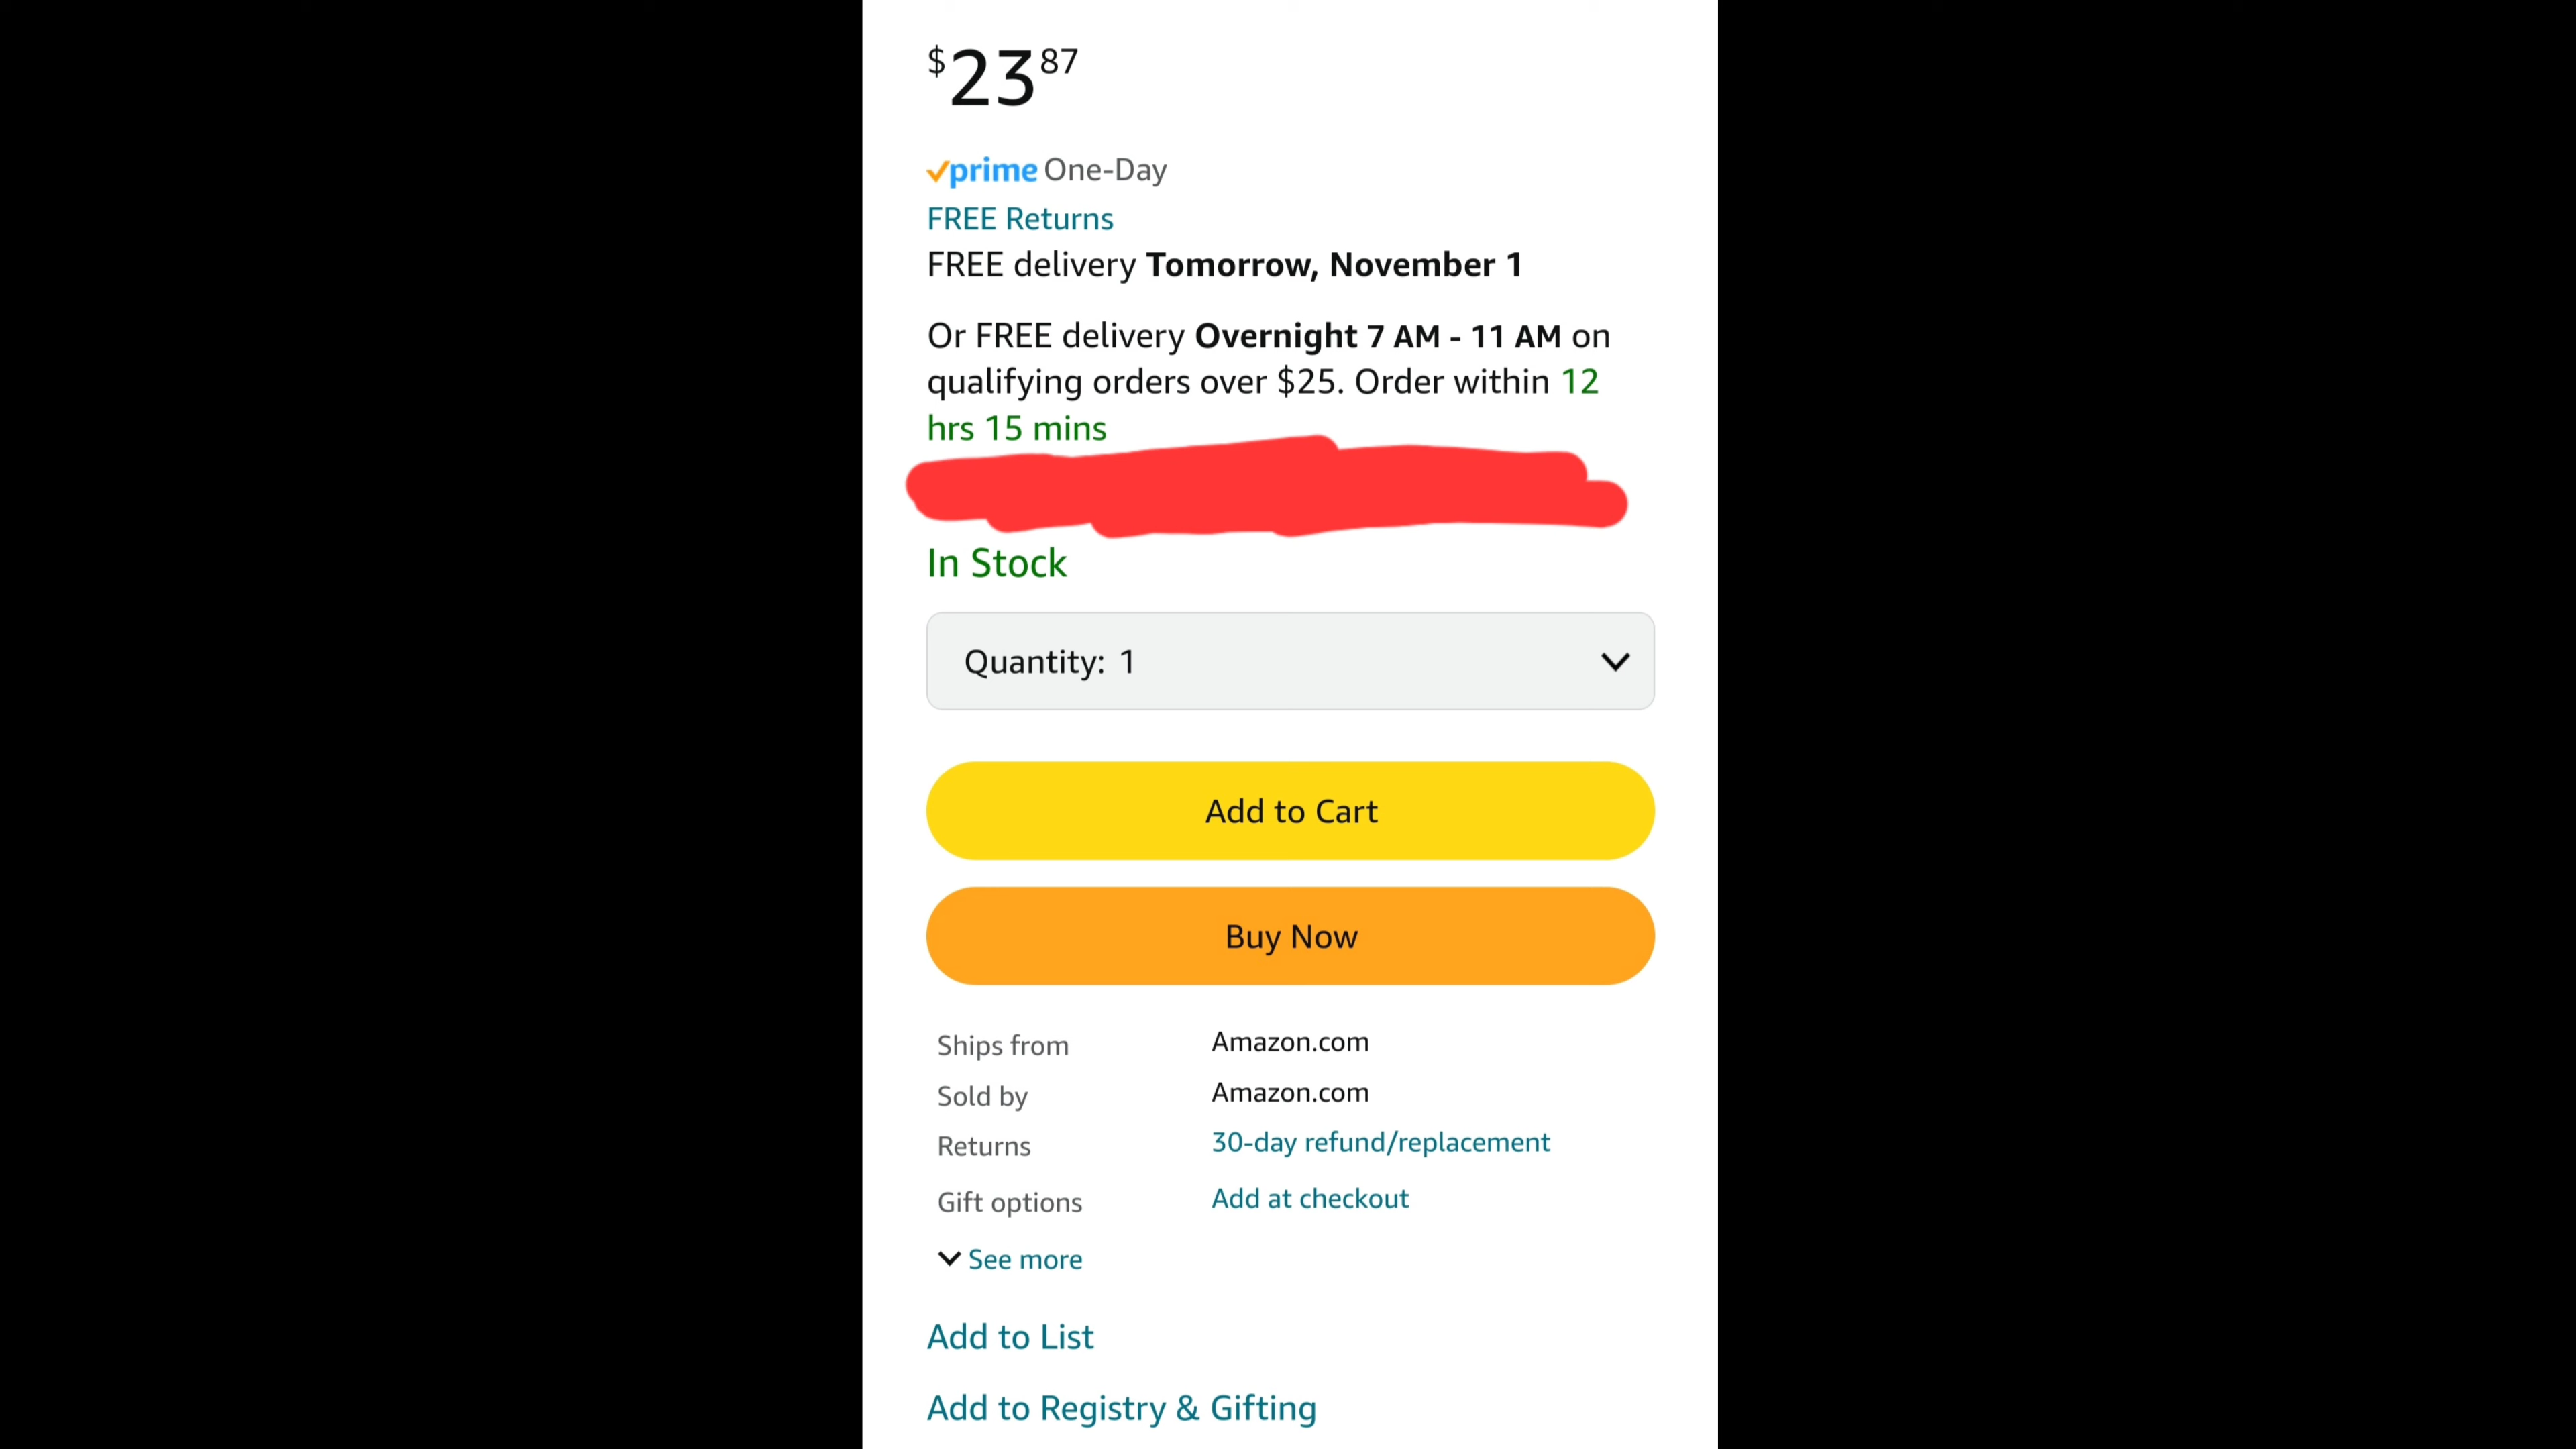 $23 87
prime One-Day
FREE Returns
FREE delivery Tomorrow, November 1
Or FREE delivery Overnight 7 AM - 11 AM on
qualifying orders over $25. Order within 12
hrs 15 mins
In Stock
Quantity: 1
Add to Cart
Buy Now
Ships from Amazon.com
Sold by Amazon.com
Returns 30-day refund/replacement
Gift options Add at checkout
See more
Add to List
Add to Registry & Gifting